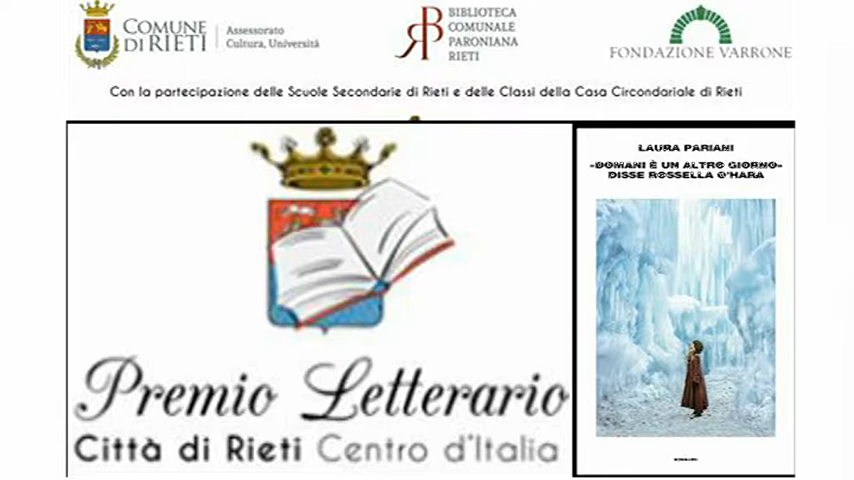 COMUNE
DI RIETI
Assessorato
Cultura, Università
BIBLIOTECA
COMUNALE
PARONIANA
RIETI
FONDAZIONE VARRONE
Con la partecipazione delle Scuole Secondarie di Rieti e delle Classi della Casa Circondariale di Rieti
Premio Letterario
Città di Rieti Centro d'Italia
LAURA PARIANI
«DOMANI È UN ALTRO GIORNO»
DISSE ROSSELLA O'HARA